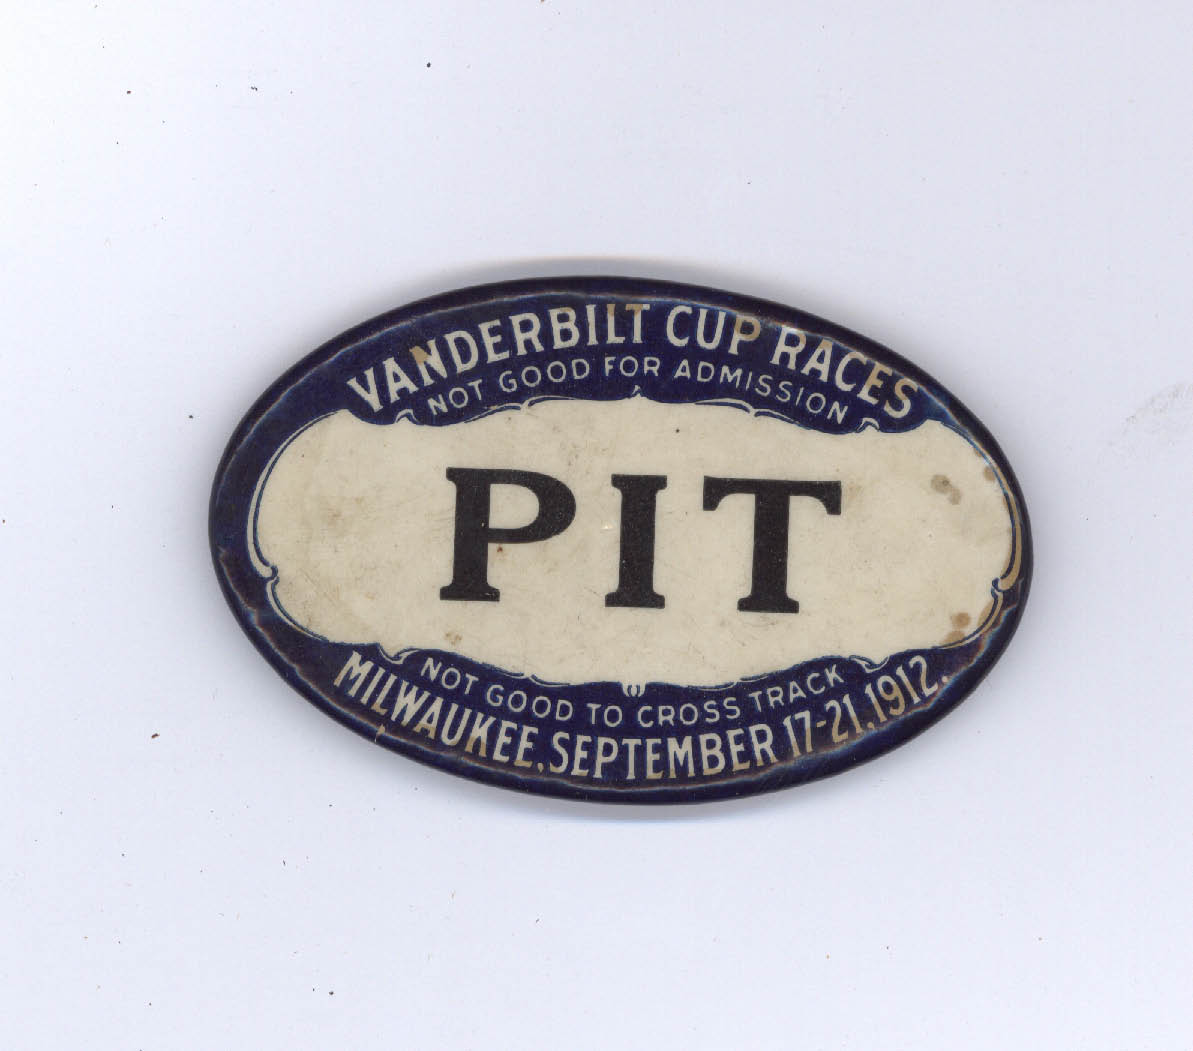 VANDERBILT CUP RACES
NOT GOOD FOR ADMISSION
PIT
NOT GOOD TO CROSS TRACK
MILWAUKEE, SEPTEMBER 17-21, 1912.